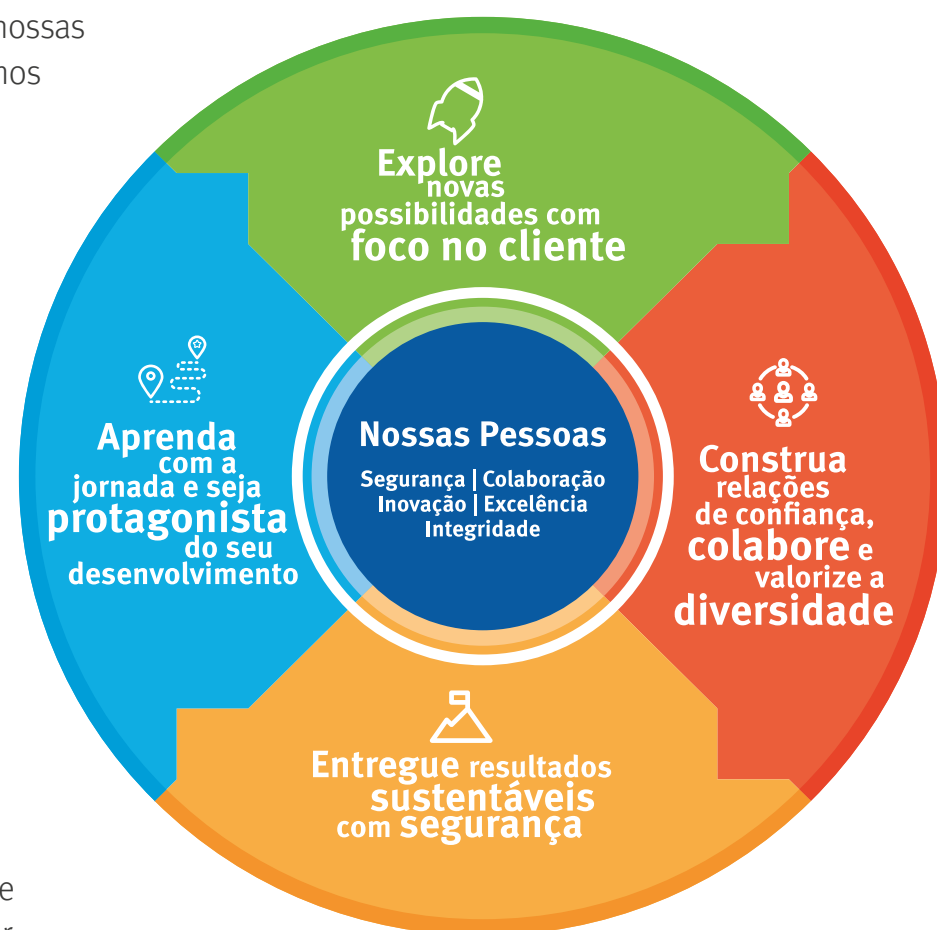 nossas
nos
Explore
novas
possibilidades com
foco no cliente
Aprenda
com a
jornada e seja
protagonista
do seu
desenvolvimento
Nossas Pessoas
Segurança | Colaboração
Inovação | Excelência
Integridade
Construa
relações
de confiança,
colabore e
valorize a
diversidade
Entregue resultados
sustentáveis
com segurança
e